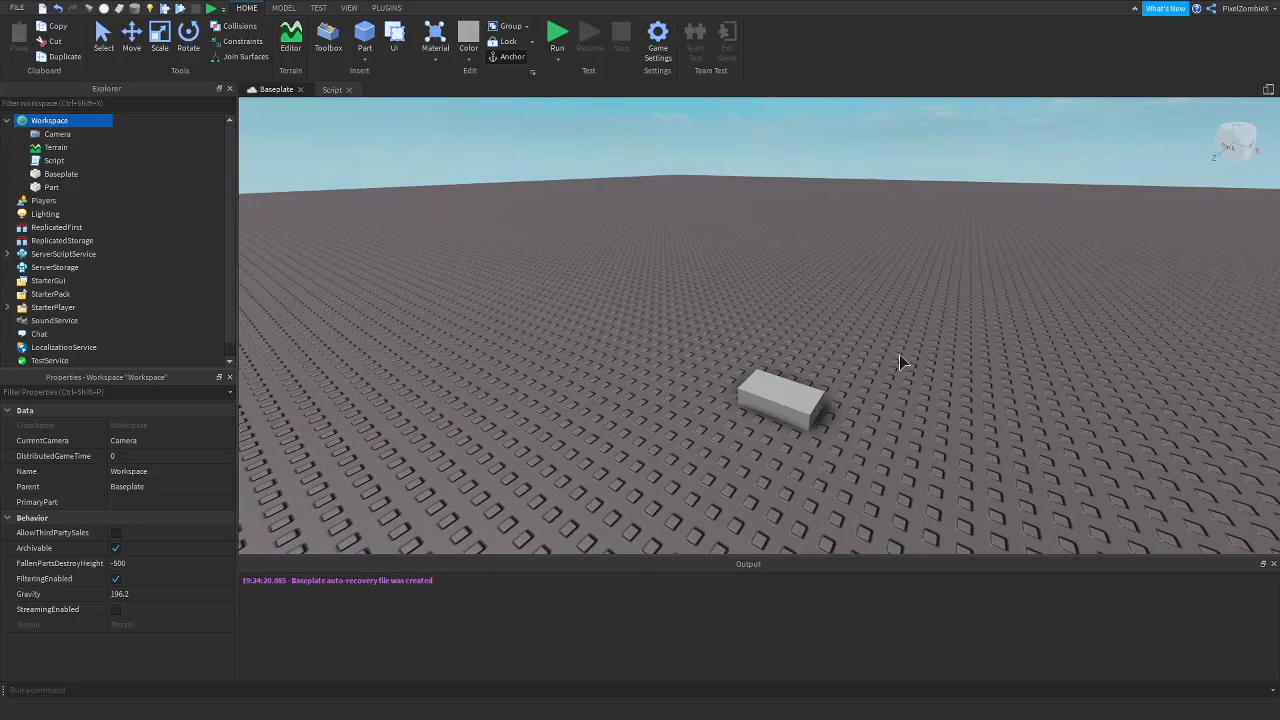 FILE HOME MODEL TEST VIEW PLUGINS What's New PixelZombieX
Copy Collisions Group
Paste Cut Select Move Scale Rotate Constraints Editor Toolbox Part UI Material Color Lock Run Resume Stop Game Settings Team Test Exit Game
Duplicate Join Surfaces Anchor
Clipboard Tools Terrain Insert Edit Test Settings Team Test
Explorer
Baseplate Script
Filter workspace (Ctrl+Shift+X)
Workspace
Camera
Terrain
Script
Baseplate
Part
Players
Lighting
ReplicatedFirst
ReplicatedStorage
ServerScriptService
ServerStorage
StarterGui
StarterPack
StarterPlayer
SoundService
Chat
LocalizationService
TestService
Back
X
Z
Properties - Workspace "Workspace"
Filter Properties (Ctrl+Shift+P)
Data
ClassName Workspace
CurrentCamera Camera
DistributedGameTime 0
Name Workspace
Parent Baseplate
PrimaryPart
Behavior
AllowThirdPartySales
Archivable
FallenPartsDestroyHeight -500
FilteringEnabled
Gravity 196.2
StreamingEnabled
Terrain Terrain
Output
19:24:20.085 - Baseplate auto-recovery file was created
Run a command